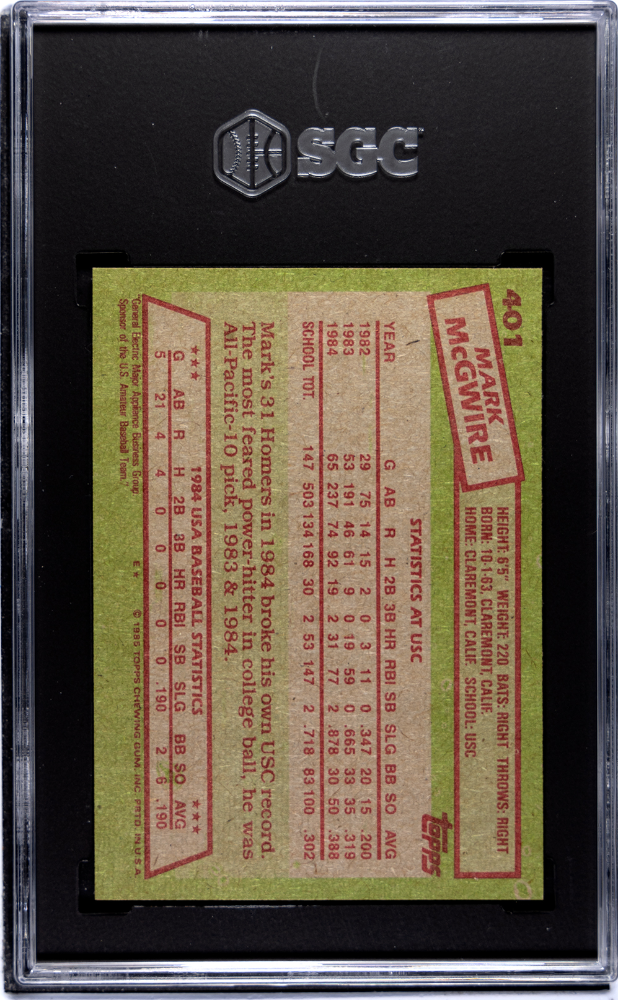 SGC
401
MARK
McGWIRE
HEIGHT: 6'5" WEIGHT: 220 BATS: RIGHT THROWS: RIGHT
BORN: 10-1-63, CLAREMONT, CALIF.
HOME: CLAREMONT, CALIF. SCHOOL: USC
topps
STATISTICS AT USC
YEAR G AB R H 2B 3B HR RBI SB SLG BB SO AVG
1982 29 75 14 15 2 0 3 11 0 .347 20 15 .200
1983 53 191 46 61 9 0 19 59 0 .665 33 35 .319
1984 65 237 74 92 19 2 31 77 2 .878 30 50 .388
SCHOOL TOT. 147 503 134 168 30 2 53 147 2 .718 83 100 .302
Mark's 31 Homers in 1984 broke his own USC record.
The most feared power-hitter in college ball, he was
All-Pacific-10 pick, 1983 & 1984.
★★★ 1984 USA BASEBALL STATISTICS ★★★
G AB R H 2B 3B HR RBI SB SLG BB SO AVG
5 21 4 4 0 0 0 0 0 .190 2 6 .190
"General Electric Major Appliance Business Group E★ © 1985 TOPPS CHEWING GUM, INC. PRTD. IN U.S.A.
Sponsor of the U.S. Amateur Baseball Team."